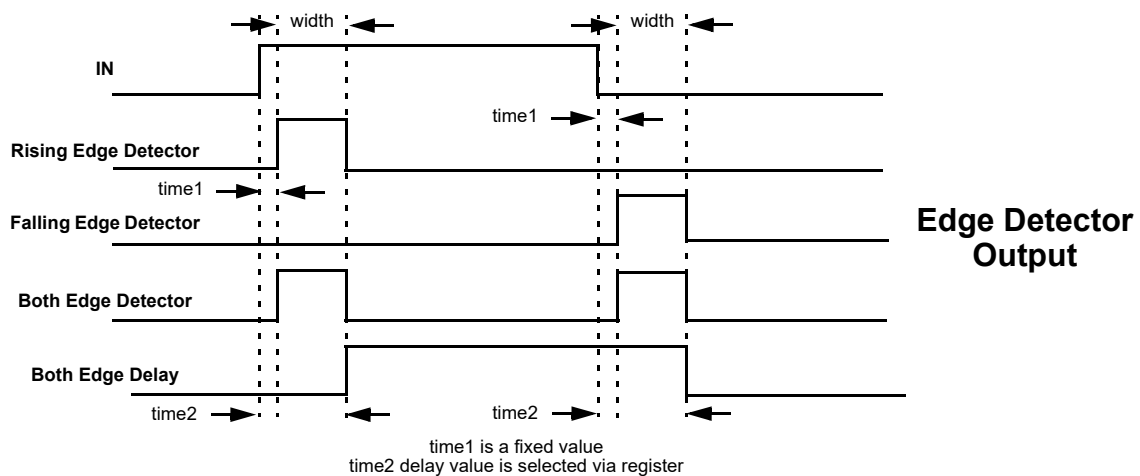 width
width
IN
time1
Rising Edge Detector
time1
Falling Edge Detector
Edge Detector
Output
Both Edge Detector
Both Edge Delay
time2
time2
time1 is a fixed value
time2 delay value is selected via register